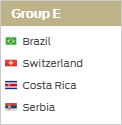 Group E
Brazil
Switzerland
Costa Rica
Serbia